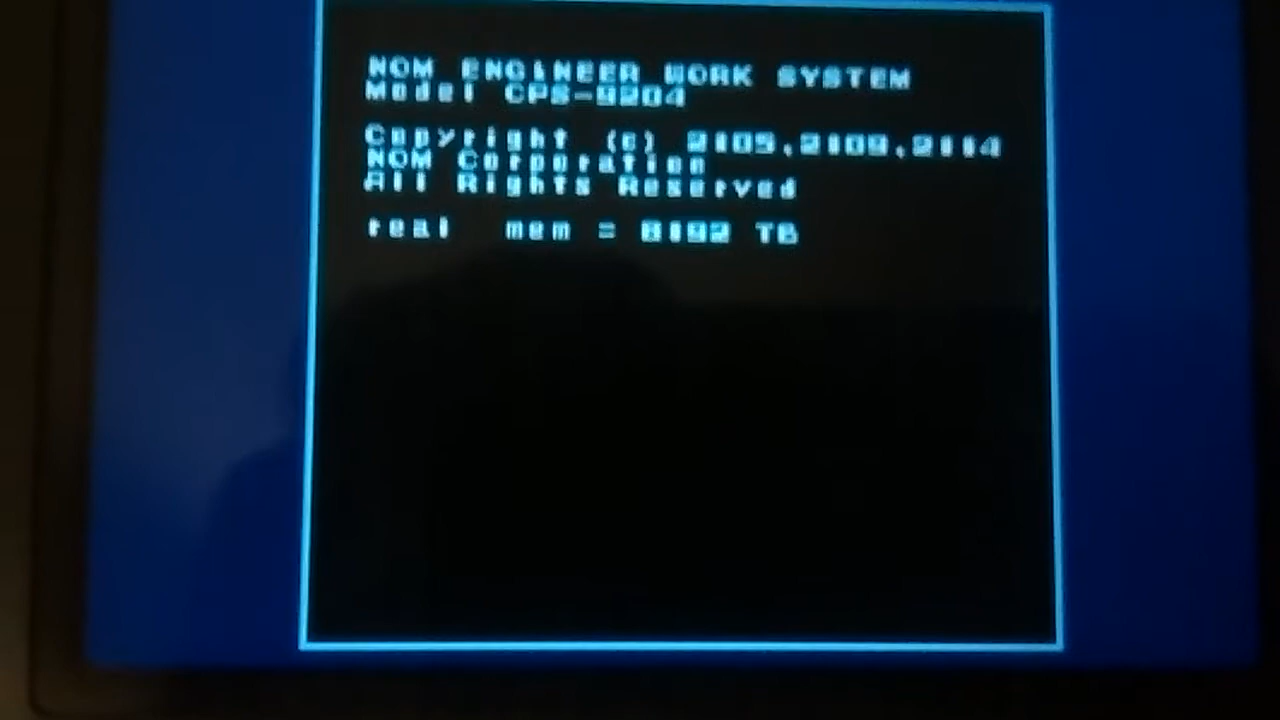 NOM ENGINEER WORK SYSTEM
Model CPS-9204
Copyright (c) 2105,2109,2114
NOM Corporation
All Rights Reserved
real mem = 8192 TB